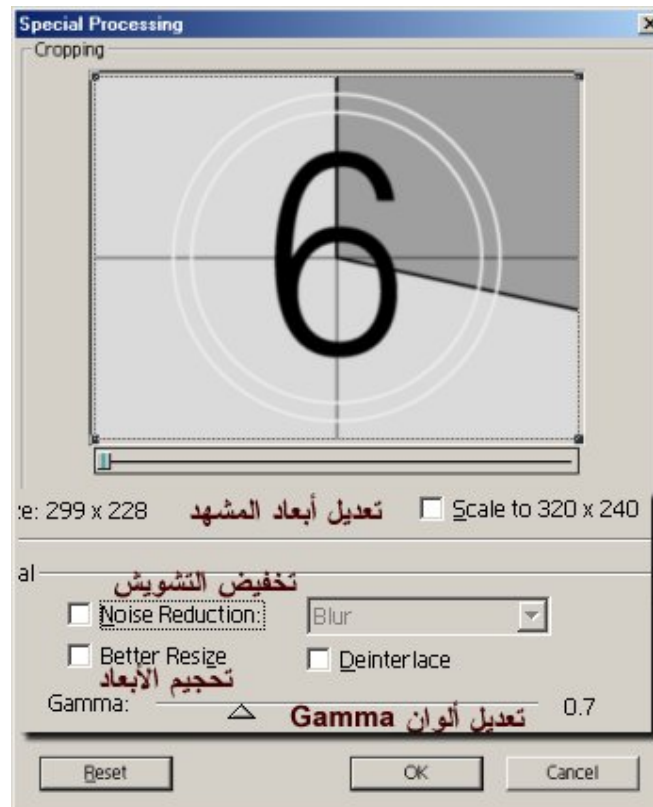 Special Processing
Cropping
6
ze: 299 x 228 تعديل أبعاد المشهد Scale to 320 x 240
al
تخفيض التشويش
Noise Reduction: Blur
Better Resize Deinterlace
تحجيم الأبعاد
Gamma: تعديل ألوان Gamma 0.7
Reset OK Cancel